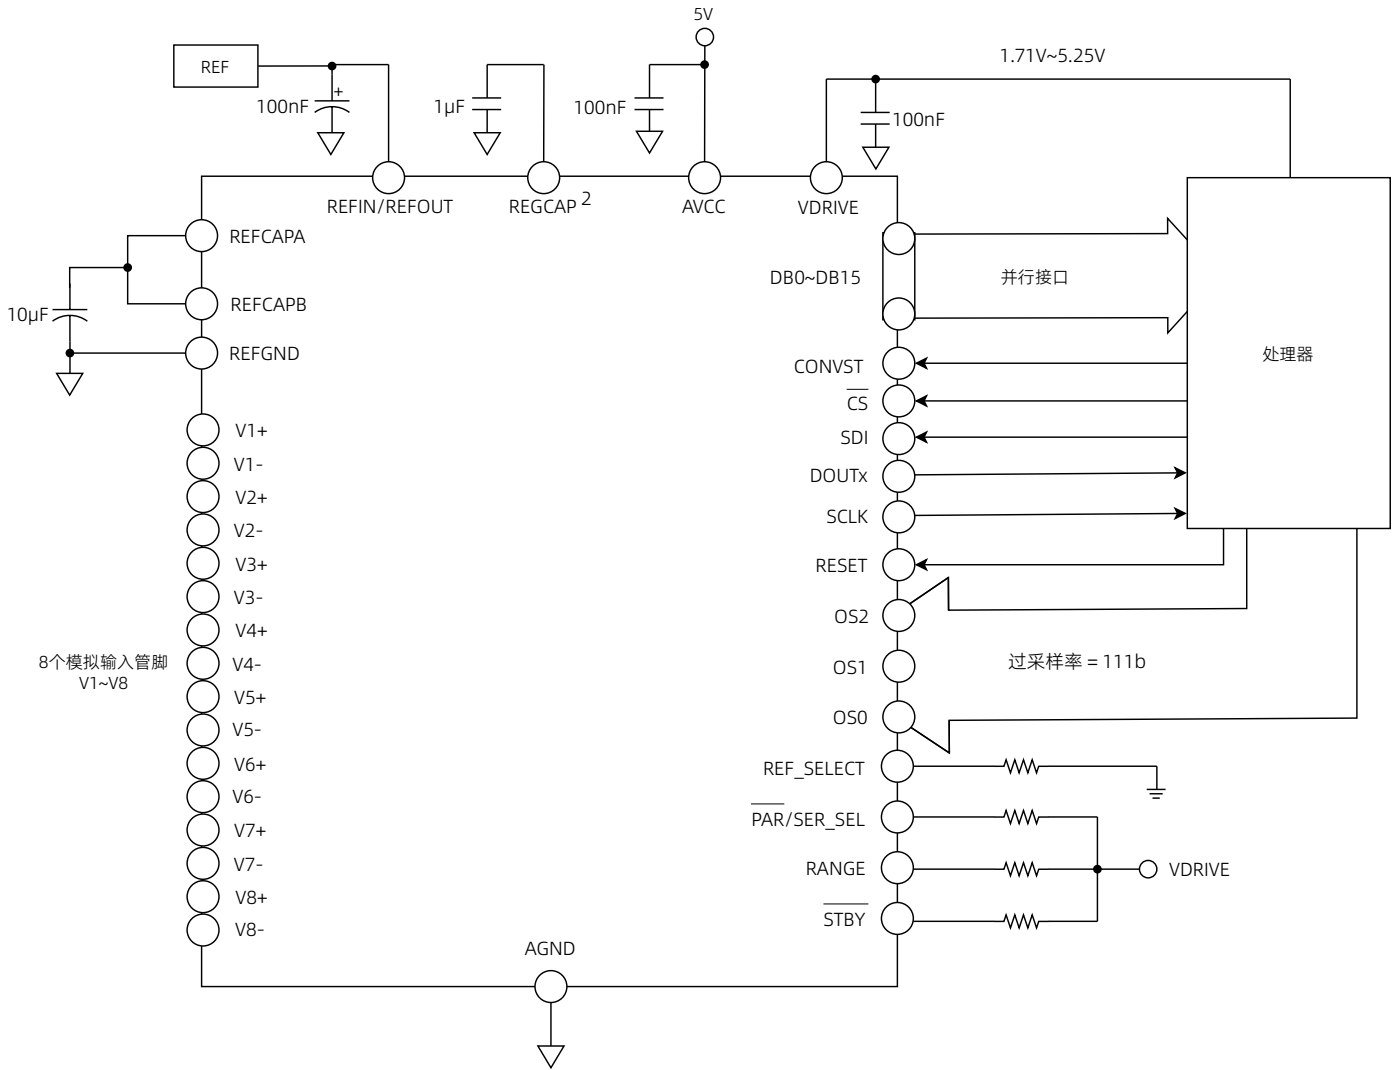 5V
REF
1.71V~5.25V
100nF
+
1µF
100nF
100nF
REFIN/REFOUT
REGCAP 2
AVCC
VDRIVE
REFCAPA
REFCAPB
10µF
REFGND
DB0~DB15
并行接口
处理器
CONVST
CS
SDI
DOUTx
SCLK
RESET
OS2
OS1
过采样率 = 111b
OS0
REF_SELECT
PAR/SER_SEL
RANGE
VDRIVE
STBY
V1+
V1-
V2+
V2-
V3+
V3-
V4+
8个模拟输入管脚
V1~V8
V4-
V5+
V5-
V6+
V6-
V7+
V7-
V8+
V8-
AGND